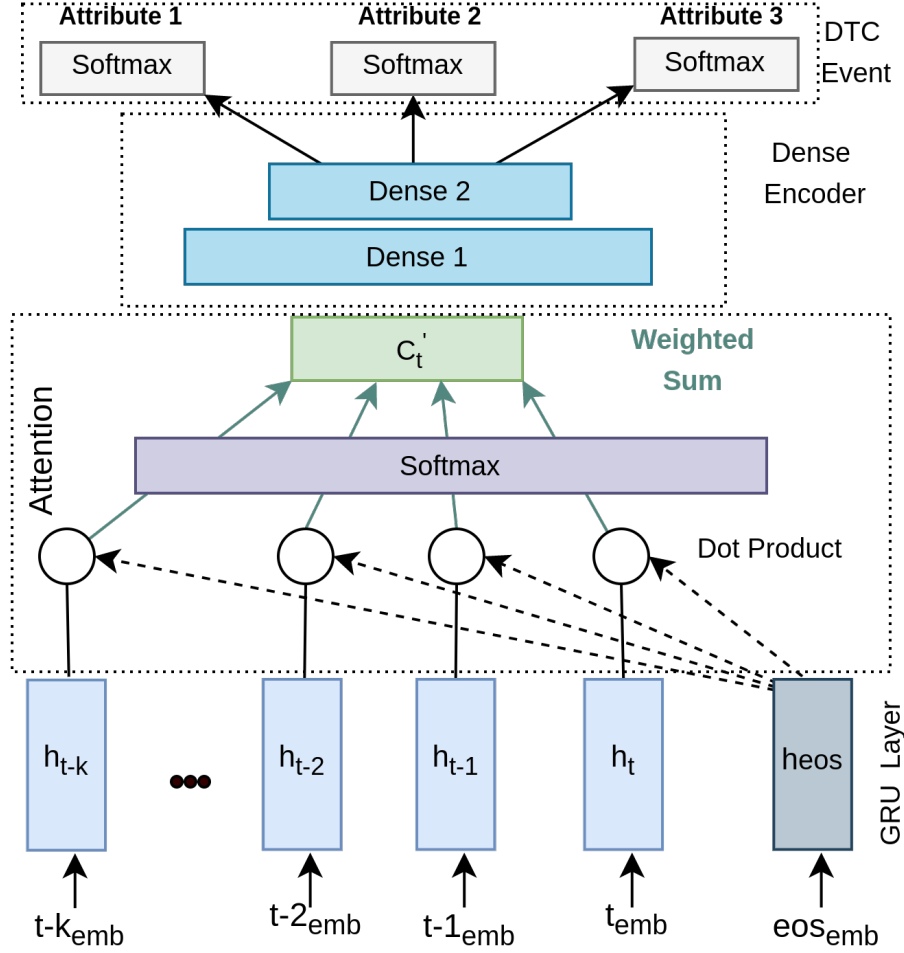 Attribute 1
Attribute 2
Attribute 3
Softmax
Softmax
Softmax
DTC
Event
Dense 2
Dense 1
Dense
Encoder
C't
Weighted
Sum
Attention
Softmax
Dot Product
ht-k
ht-2
ht-1
ht
heos
GRU Layer
t-kemb
t-2emb
t-1emb
temb
eosemb